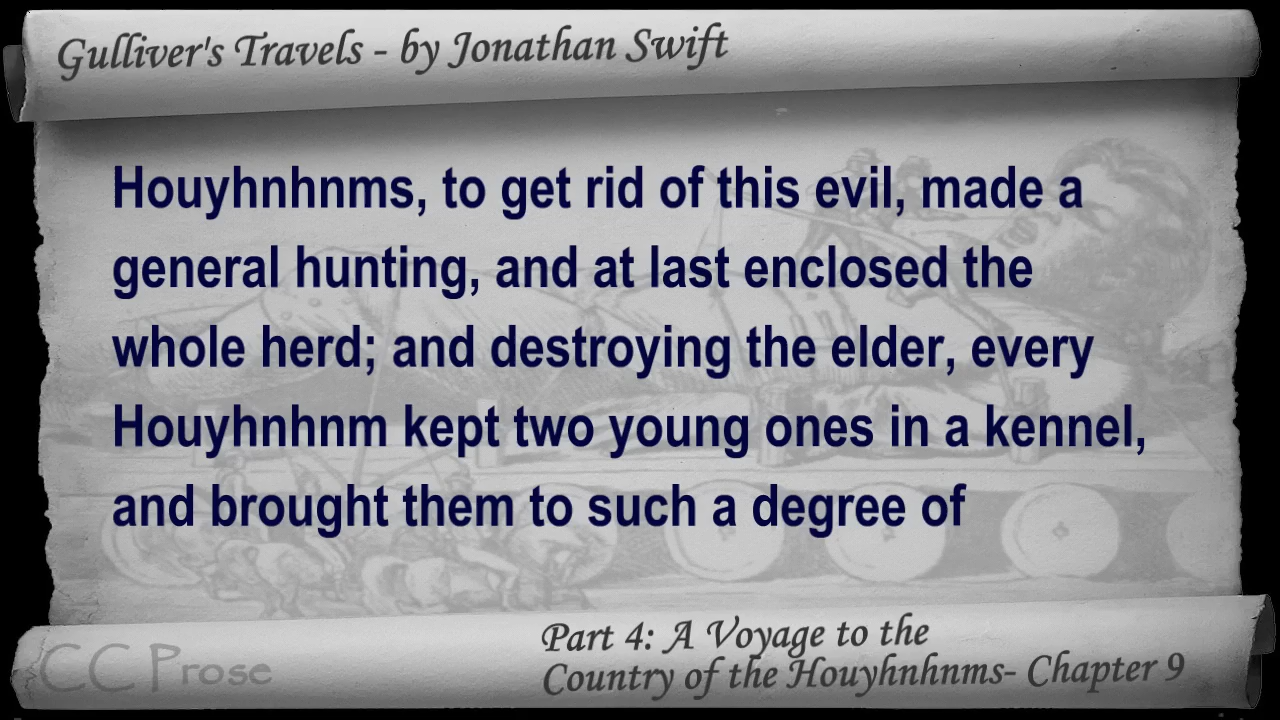 Gulliver's Travels - by Jonathan Swift
Houyhnhnms, to get rid of this evil, made a
general hunting, and at last enclosed the
whole herd; and destroying the elder, every
Houyhnhnm kept two young ones in a kennel,
and brought them to such a degree of
CC Prose
Part 4: A Voyage to the
Country of the Houyhnhnms- Chapter 9